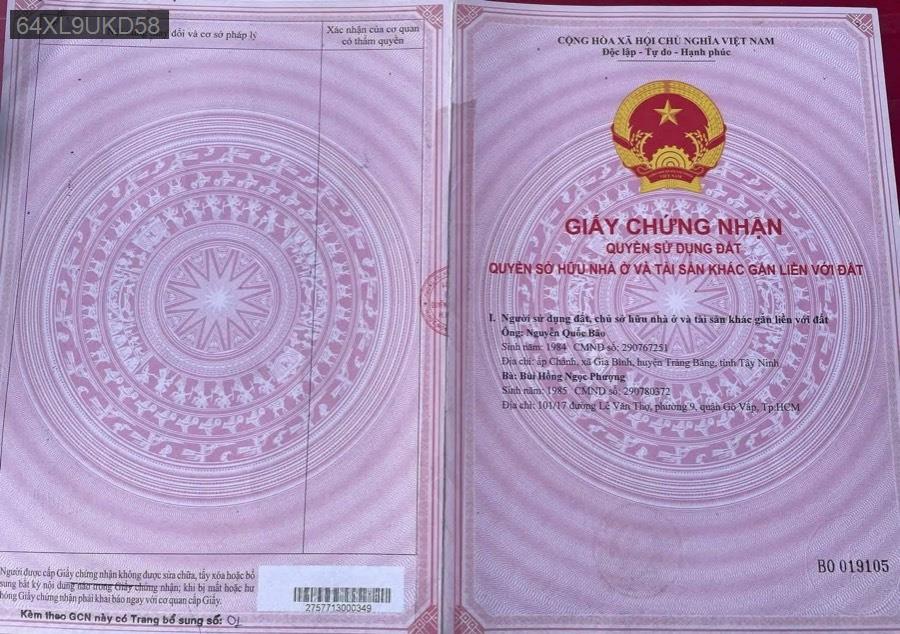 64XL9UKD58
đổi và cơ sở pháp lý
Xác nhận của cơ quan
có thẩm quyền
Người được cấp Giấy chứng nhận không được sửa chữa, tẩy xóa hoặc bổ
sung bất kỳ nội dung nào trong Giấy chứng nhận; khi bị mất hoặc hư
hỏng Giấy chứng nhận phải khai báo ngay với cơ quan cấp Giấy.
2757713000349
Kèm theo GCN này có Trang bổ sung số: 01
CỘNG HÒA XÃ HỘI CHỦ NGHĨA VIỆT NAM
Độc lập - Tự do - Hạnh phúc
VIỆT NAM
GIẤY CHỨNG NHẬN
QUYỀN SỬ DỤNG ĐẤT
QUYỀN SỞ HỮU NHÀ Ở VÀ TÀI SẢN KHÁC GẮN LIỀN VỚI ĐẤT
I. Người sử dụng đất, chủ sở hữu nhà ở và tài sản khác gắn liền với đất
Ông: Nguyễn Quốc Bảo
Sinh năm: 1984 CMND số: 290767251
Địa chỉ: ấp Chánh, xã Gia Bình, huyện Trảng Bàng, tỉnh Tây Ninh
Bà: Bùi Hồng Ngọc Phượng
Sinh năm: 1985 CMND số: 290780372
Địa chỉ: 101/17 đường Lê Văn Thọ, phường 9, quận Gò Vấp, Tp.HCM
BO 019105